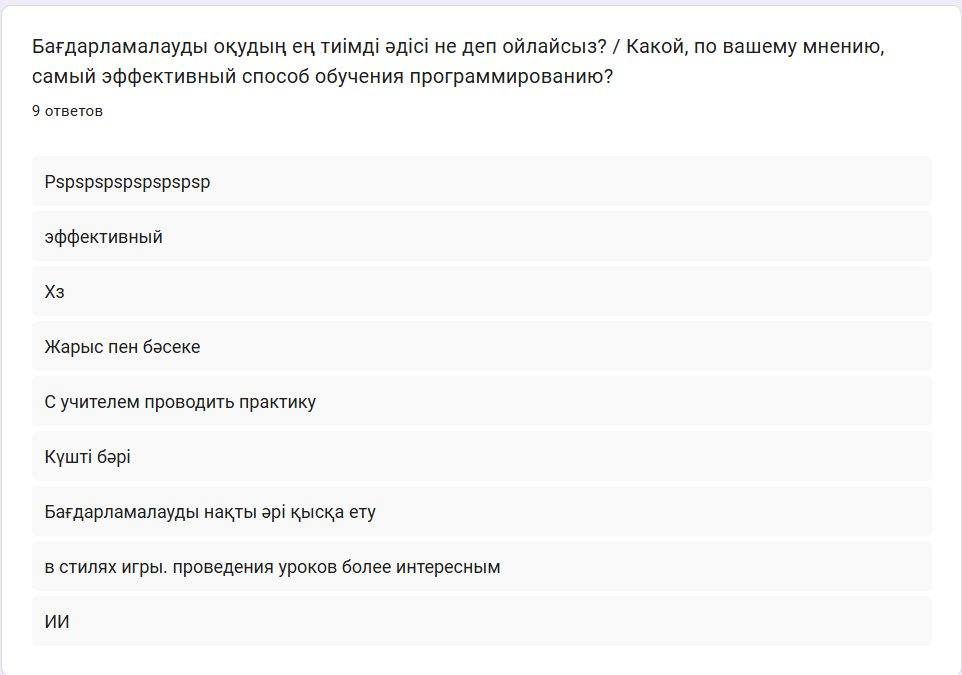 Бағдарламалауды оқудың ең тиімді әдісі не деп ойлайсыз? / Какой, по вашему мнению,
самый эффективный способ обучения программированию?
9 ответов
Pspspspspspspspsp
эффективный
Хз
Жарыс пен бәсеке
С учителем проводить практику
Күшті бәрі
Бағдарламалауды нақты әрі қысқа ету
в стилях игры. проведения уроков более интересным
ИИ